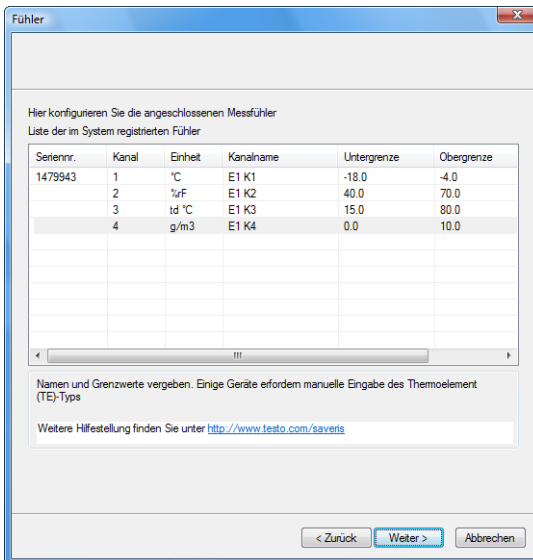 Fühler
Hier konfigurieren Sie die angeschlossenen Messfühler
Liste der im System registrierten Fühler
Seriennr. Kanal Einheit Kanalname Untergrenze Obergrenze
1479943 1 °C E1 K1 -18.0 -4.0
2 %rF E1 K2 40.0 70.0
3 td °C E1 K3 15.0 80.0
4 g/m3 E1 K4 0.0 10.0
Namen und Grenzwerte vergeben. Einige Geräte erfordern manuelle Eingabe des Thermoelement
(TE)-Typs
Weitere Hilfestellung finden Sie unter http://www.testo.com/saveris
< Zurück Weiter > Abbrechen